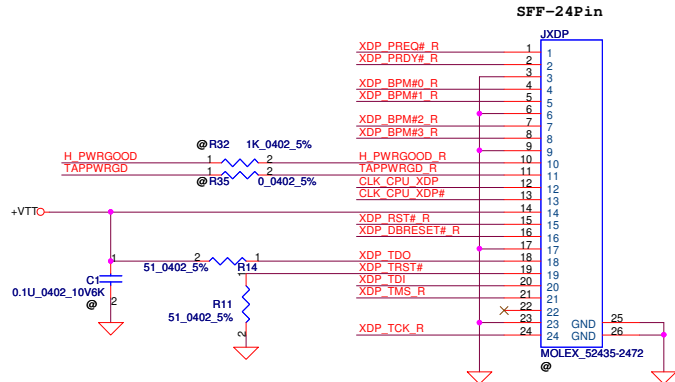 SFF-24Pin
JXDP
XDP_PREQ#_R 1 1
XDP_PRDY#_R 2 2
3 3
XDP_BPM#0_R 4 4
XDP_BPM#1_R 5 5
6 6
XDP_BPM#2_R 7 7
XDP_BPM#3_R 8 8
9 9
@ R32 1K_0402_5%
H_PWRGOOD 1 2 H_PWRGOOD_R 10 10
TAPPWRGD 1 2 TAPPWRGD_R 11 11
@ R35 0_0402_5%
CLK_CPU_XDP 12 12
CLK_CPU_XDP# 13 13
+VTT 14 14
XDP_RST#_R 15 15
XDP_DBRESET#_R 16 16
17 17
1 2 1 XDP_TDO 18 18
51_0402_5% R14
1 XDP_TRST# 19 19
C1 XDP_TDI 20 20
0.1U_0402_10V6K 2 XDP_TMS_R 21 21
@
R11
51_0402_5%
22 22
23 23 GND 25
2 XDP_TCK_R 24 24 GND 26
MOLEX_52435-2472
@